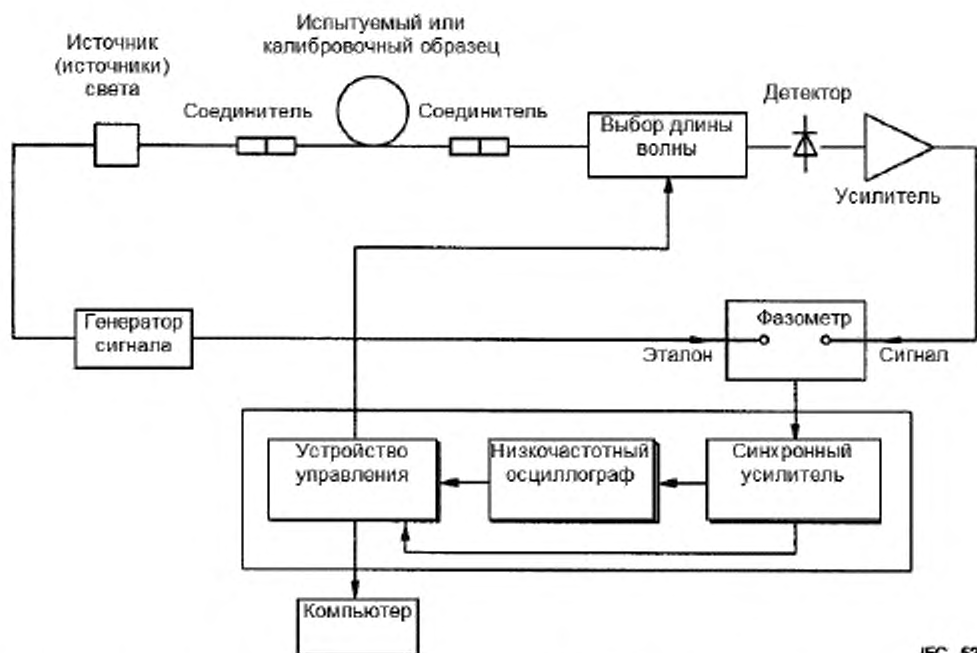 Источник
(источники)
света
Испытуемый или
калибровочный образец
Соединитель
Соединитель
Выбор длины
волны
Детектор
Усилитель
Генератор
сигнала
Эталон
Фазометр
Сигнал
Устройство
управления
Низкочастотный
осциллограф
Синхронный
усилитель
Компьютер